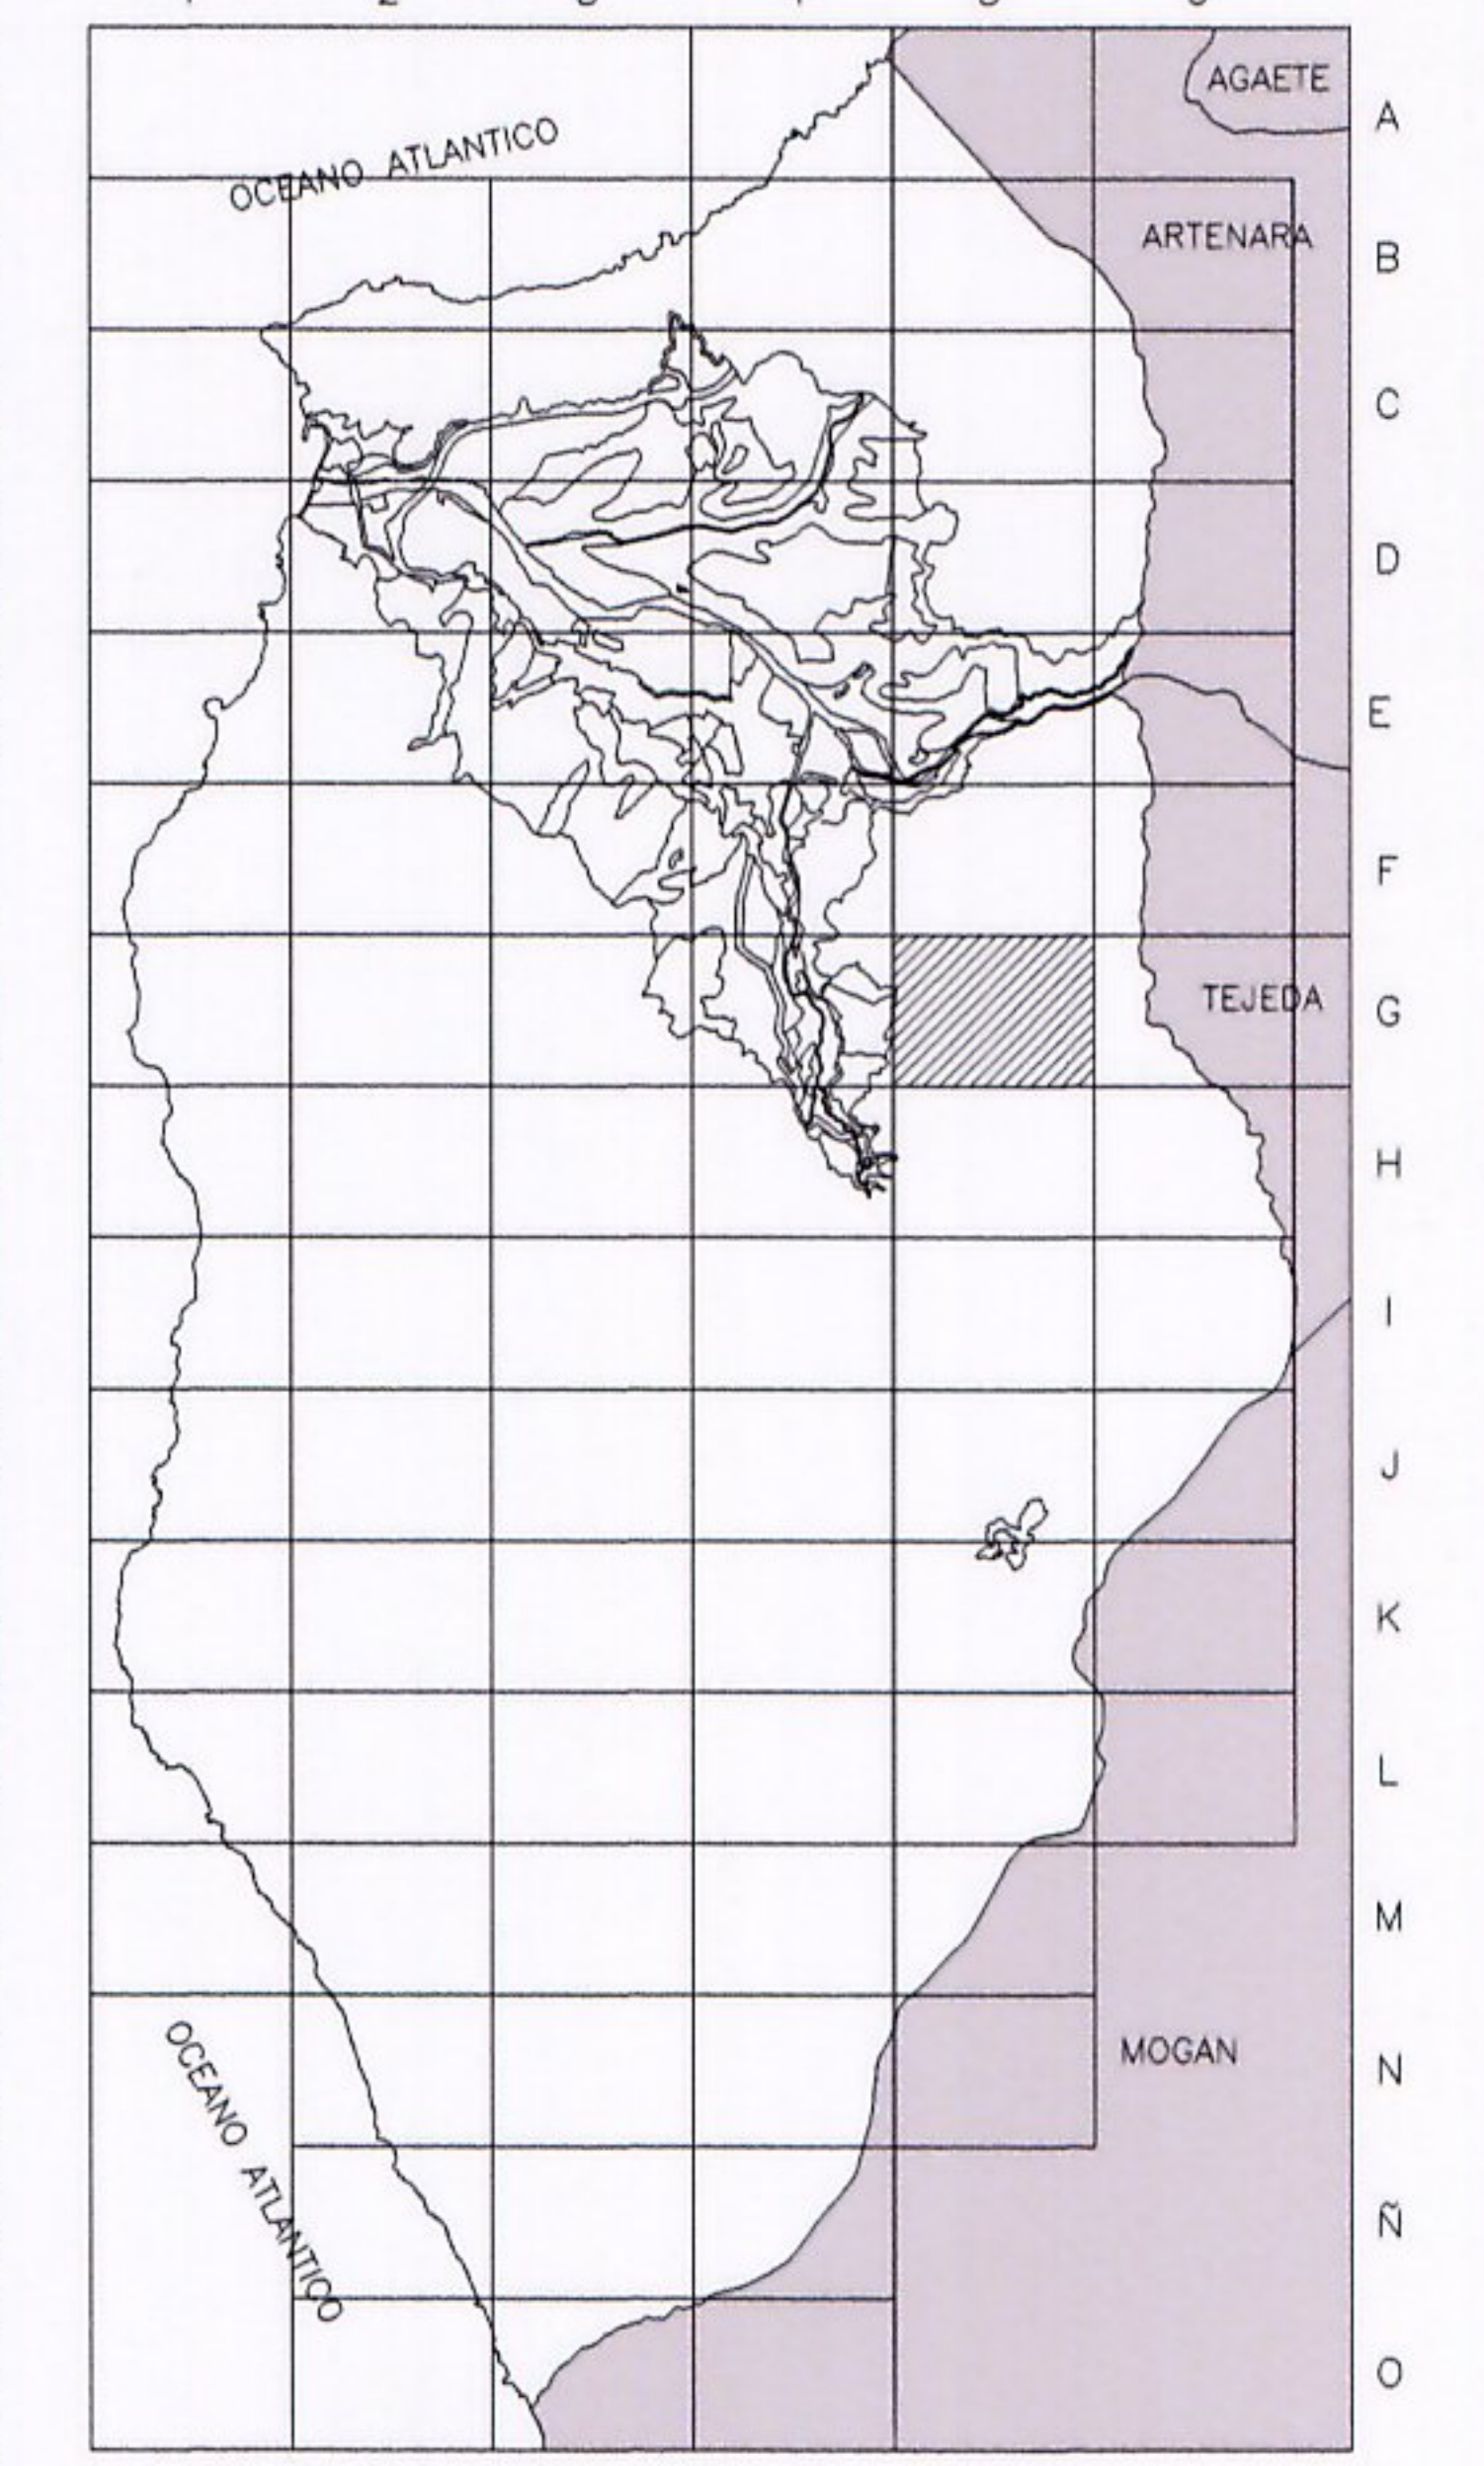 AGAETE
A
OCEANO ATLANTICO
ARTENARA
B
C
D
E
F
TEJEDA
G
H
I
J
K
L
M
OCEANO ATLANTICO
MOGAN
N
Ñ
O